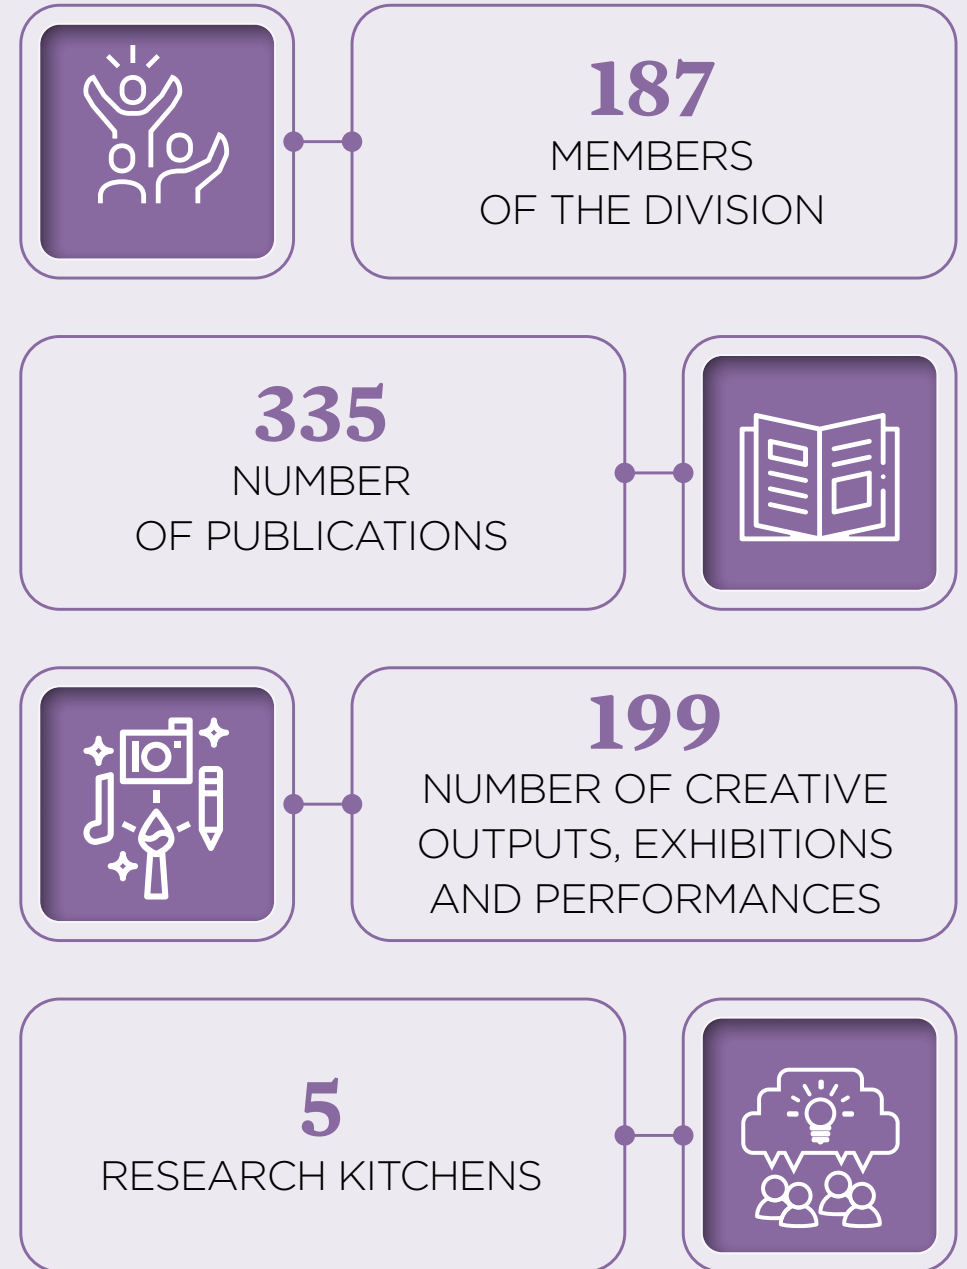 187
MEMBERS
OF THE DIVISION
335
NUMBER
OF PUBLICATIONS
199
NUMBER OF CREATIVE
OUTPUTS, EXHIBITIONS
AND PERFORMANCES
5
RESEARCH KITCHENS